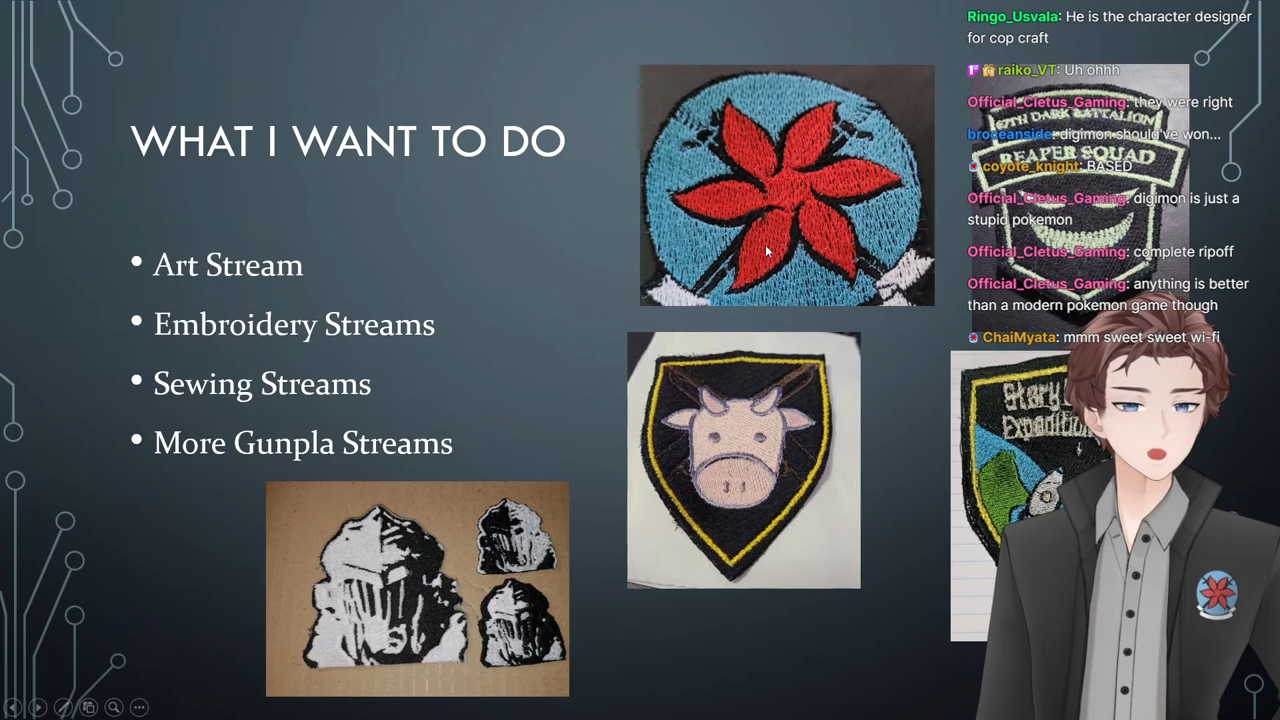 WHAT I WANT TO DO
• Art Stream
• Embroidery Streams
• Sewing Streams
• More Gunpla Streams
Ringo_Usvala: He is the character designer
for cop craft
raiko_VT: Uh ohhh
Official_Cletus_Gaming: they were right
broceanside: digimon should've won...
coyote_knight: BASED
Official_Cletus_Gaming: digimon is just a
stupid pokemon
Official_Cletus_Gaming: complete ripoff
Official_Cletus_Gaming: anything is better
than a modern pokemon game though
ChaiMyata: mmm sweet sweet wi-fi
DARK BATTALION
REAPER SQUAD